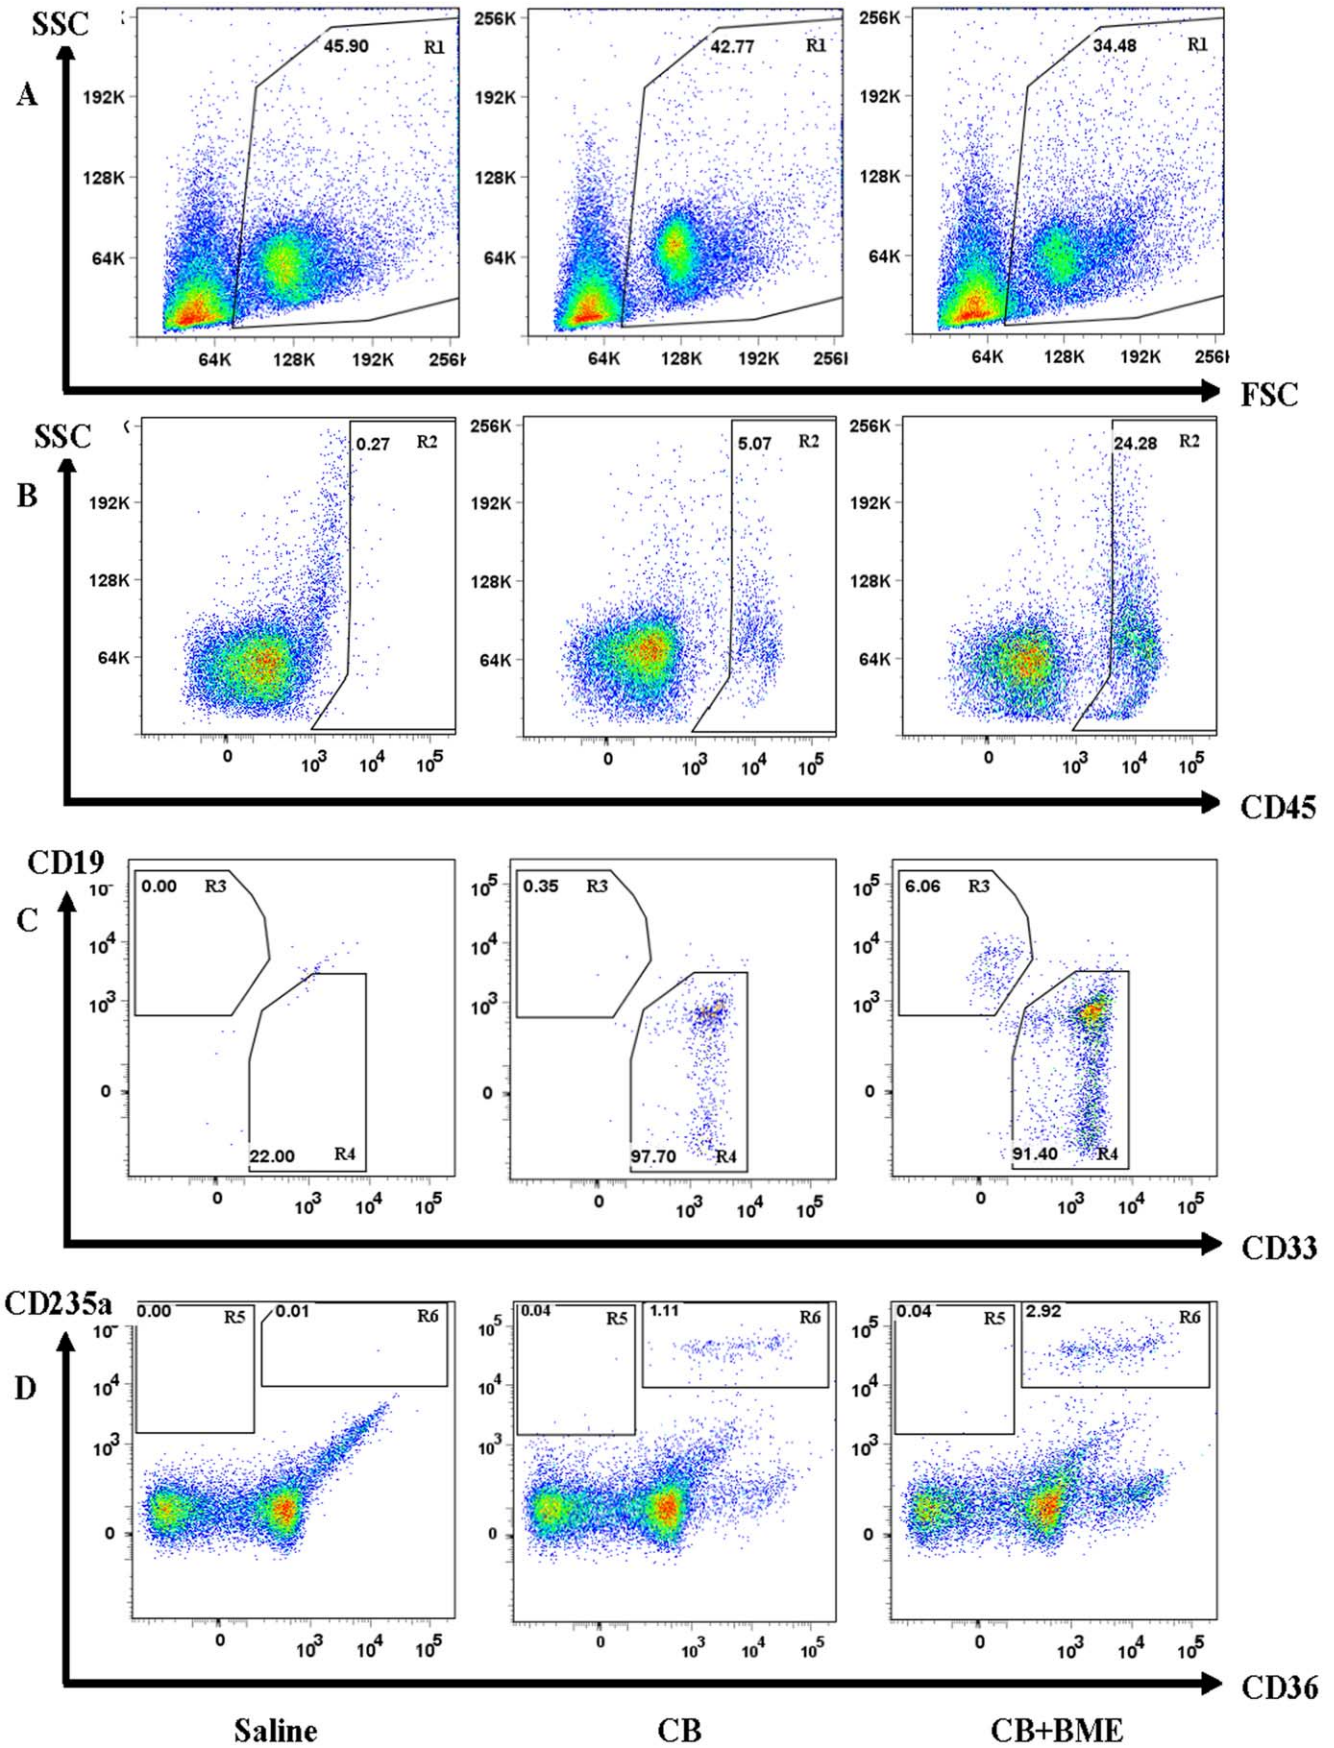 SSC
A
45.90 R1
256K
192K
128K
64K
42.77 R1
256K
192K
128K
64K
34.48 R1
192K
128K
64K
64K 128K 192K 256
64K 128K 192K 256
64K 128K 192K 256
FSC
SSC
B
0.27 R2
192K
128K
64K
256K
5.07 R2
192K
128K
64K
256K
24.28 R2
192K
128K
64K
0 10³ 10⁴ 10⁵
0 10³ 10⁴ 10⁵
0 10³ 10⁴ 10⁵
CD45
CD19
C
0.00 R3
10
10⁴
10³
0
22.00 R4
10⁵
0.35 R3
10⁴
10³
0
97.70 R4
10⁵
6.06 R3
10⁴
10³
0
91.40 R4
0 10³ 10⁴ 10⁵
0 10³ 10⁴ 10⁵
0 10³ 10⁴ 10⁵
CD33
CD235a
D
0.00 R5 0.01 R6
10
10⁴
10³
0
0.04 R5 1.11 R6
10⁵
10⁴
10³
0
0.04 R5 2.92 R6
10⁵
10⁴
10³
0
0 10³ 10⁴ 10⁵
0 10³ 10⁴ 10⁵
0 10³ 10⁴ 10⁵
CD36
Saline CB CB+BME